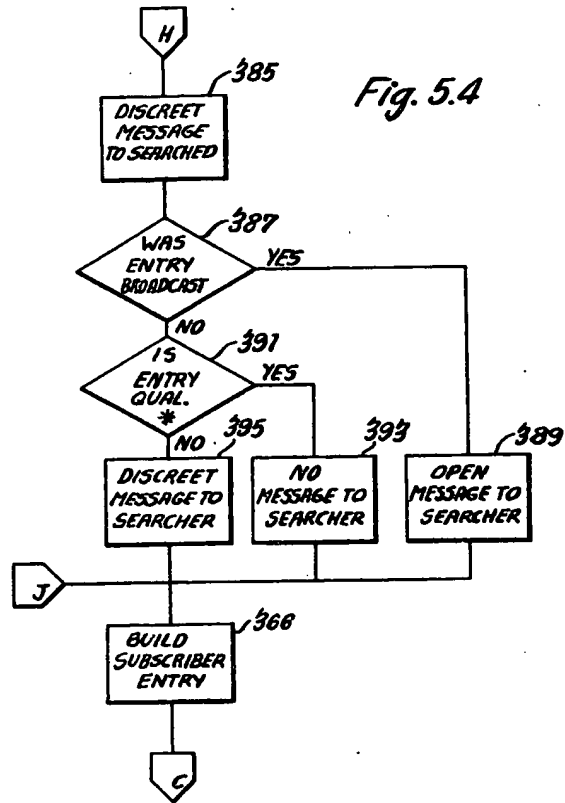 H
385
Fig. 5.4
DISCREET
MESSAGE
TO SEARCHED
387
WAS
ENTRY
BROADCAST
YES
NO
391
IS
ENTRY
QUAL.
*
YES
NO
395
393
389
DISCREET
MESSAGE TO
SEARCHER
NO
MESSAGE TO
SEARCHER
OPEN
MESSAGE TO
SEARCHER
J
366
BUILD
SUBSCRIBER
ENTRY
C